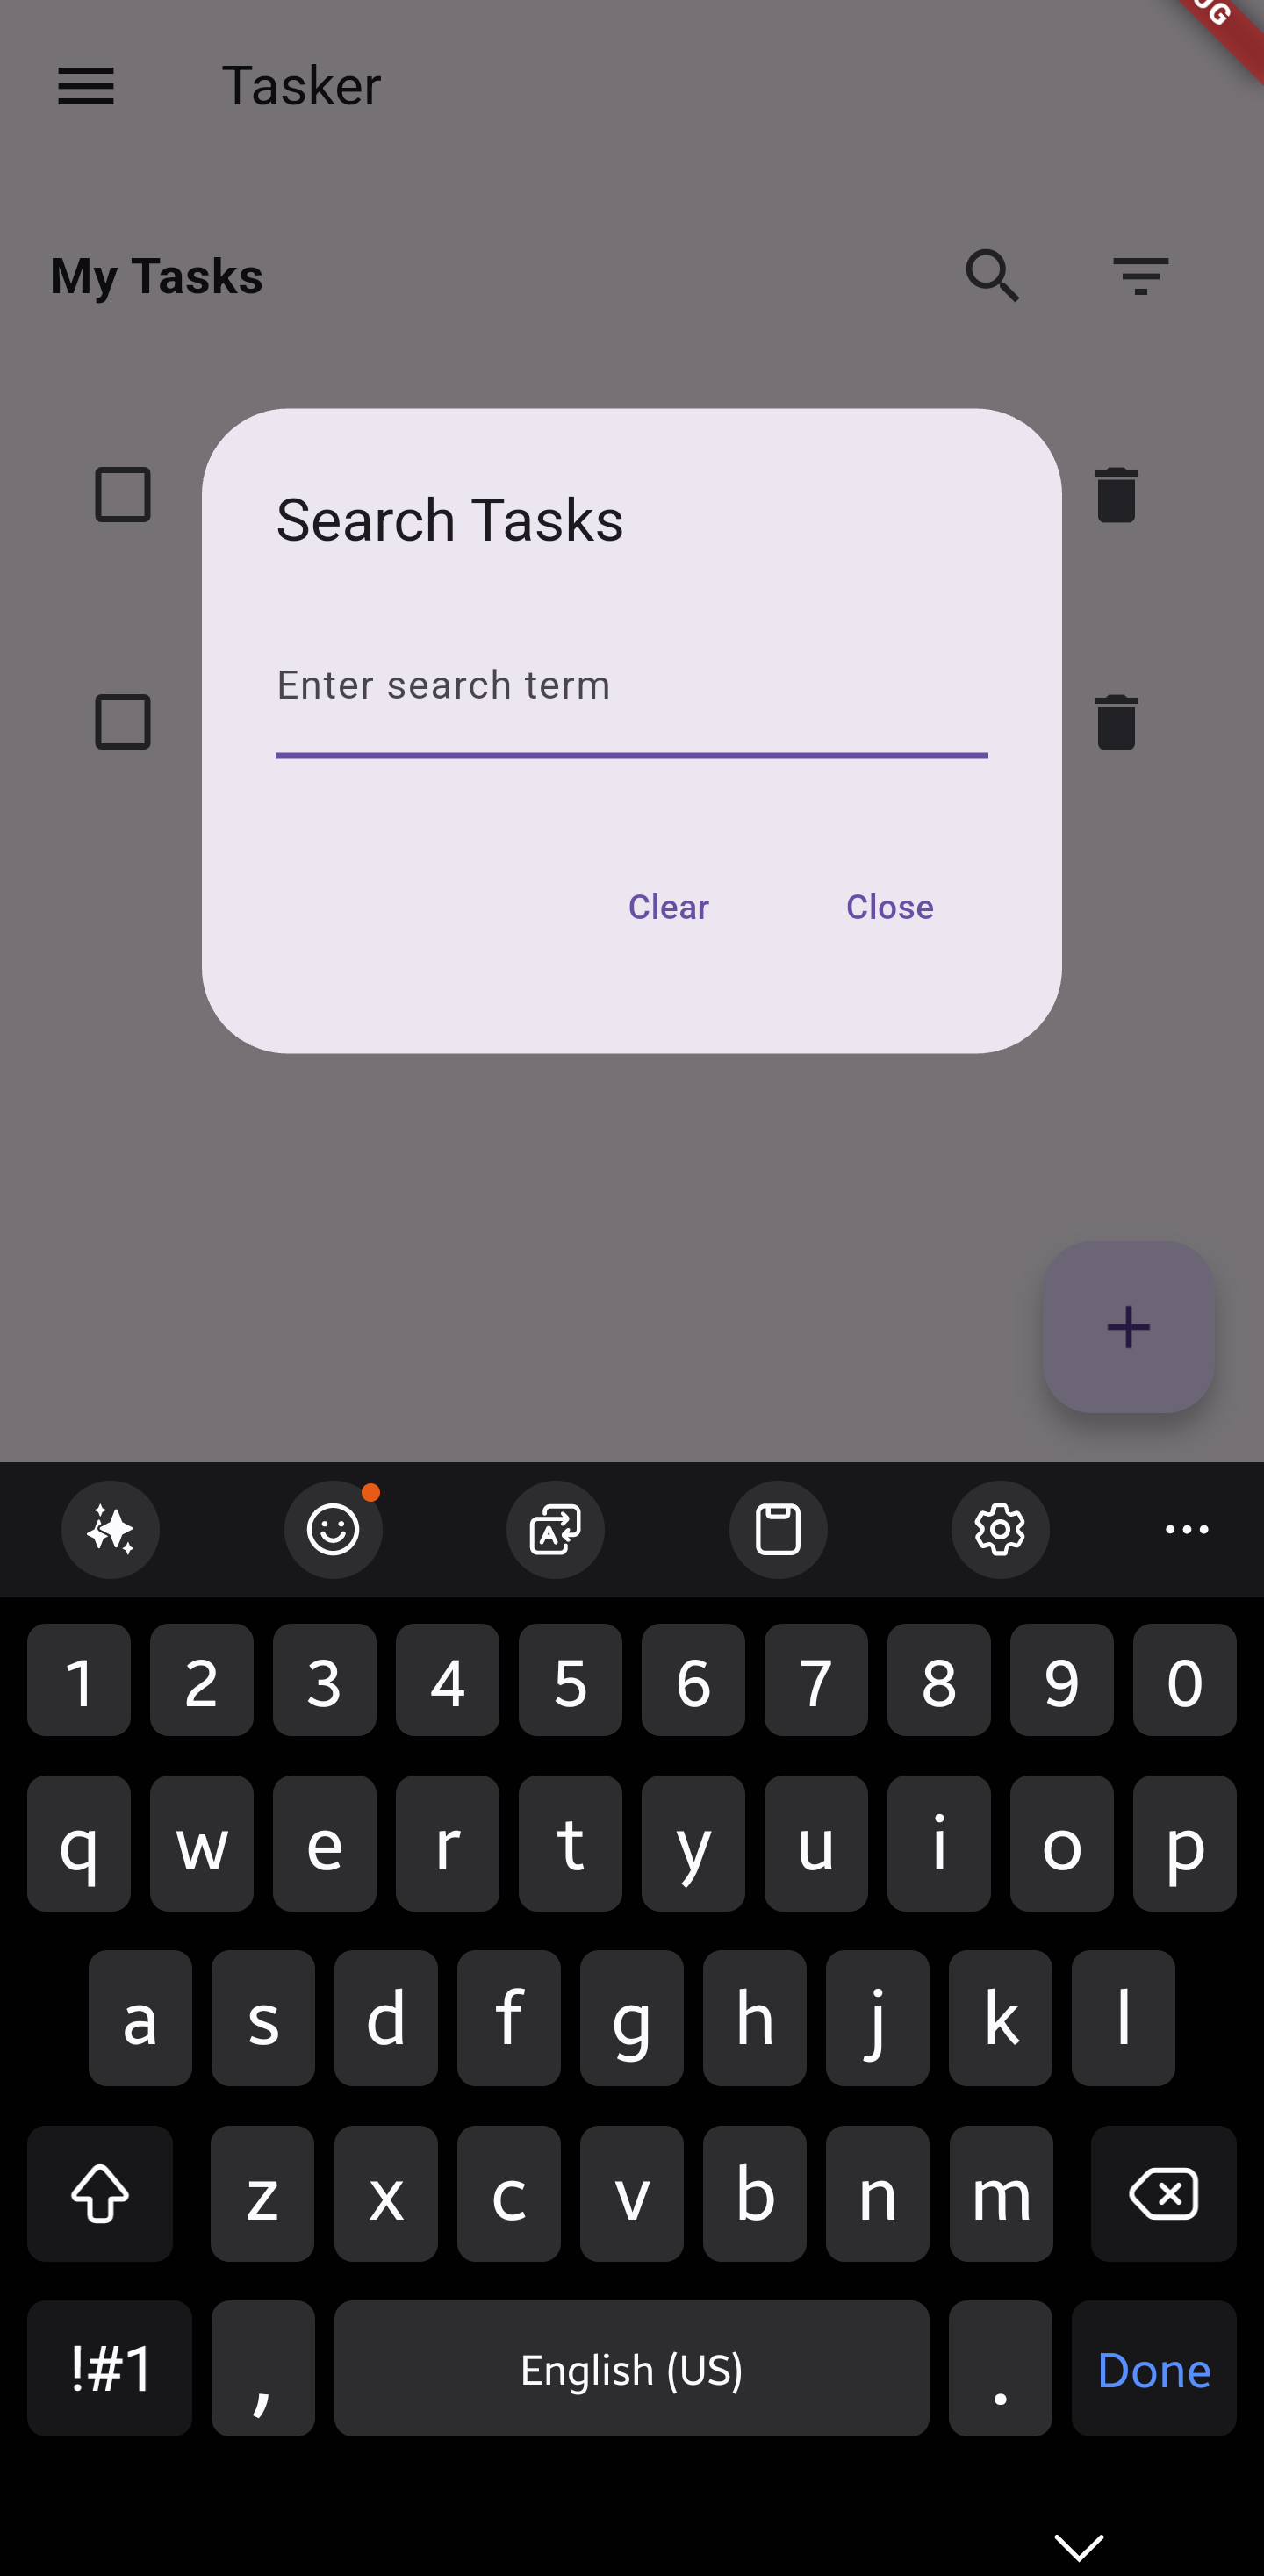 UG
Tasker
My Tasks
Search Tasks
Enter search term
Clear Close
1 2 3 4 5 6 7 8 9 0
q w e r t y u i o p
a s d f g h j k l
z x c v b n m
!#1 , English (US) . Done